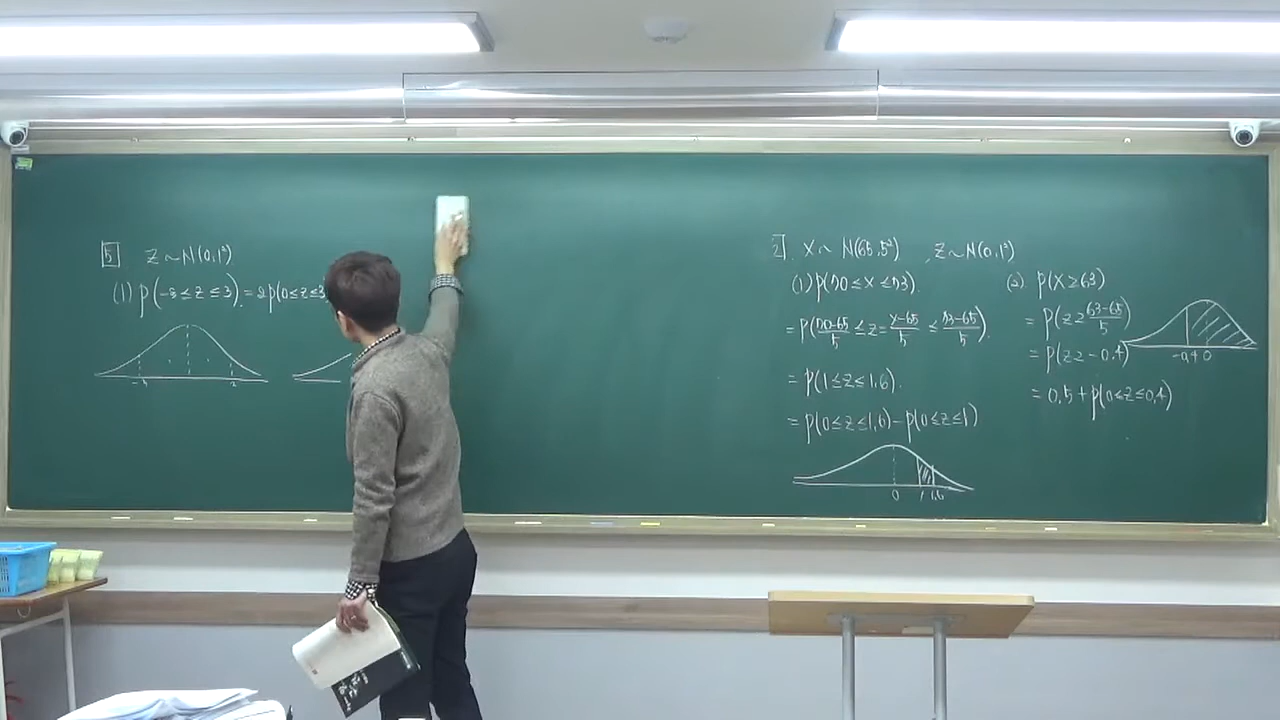 5 Z~N(0,1²)
(1) P(-3≤Z≤3).=2P(0≤Z≤3
2
2 X~N(65,5²) , Z~N(0,1²)
(1) P(70≤X≤73).
=P(70-65/5 ≤Z=X-65/5 ≤73-65/5).
=P(1≤Z≤1,6).
=P(0≤Z≤1,6)-P(0≤Z≤1)
0 1 1.6
(2) P(X≥63)
=P(Z≥63-65/5)
=P(Z≥-0,4)
=0,5+P(0≤Z≤0,4)
-0,4 0